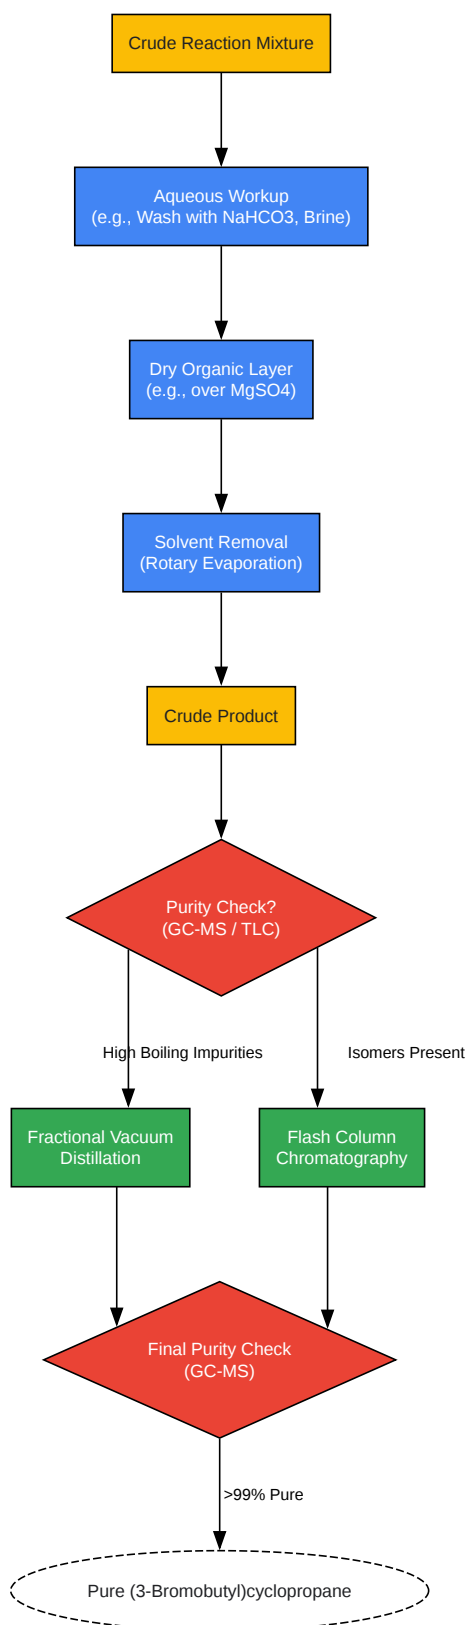 Crude Reaction Mixture
Aqueous Workup
(e.g., Wash with NaHCO3, Brine)
Dry Organic Layer
(e.g., over MgSO4)
Solvent Removal
(Rotary Evaporation)
Crude Product
Purity Check?
(GC-MS / TLC)
High Boiling Impurities
Isomers Present
Fractional Vacuum
Distillation
Flash Column
Chromatography
Final Purity Check
(GC-MS)
>99% Pure
Pure (3-Bromobutyl)cyclopropane